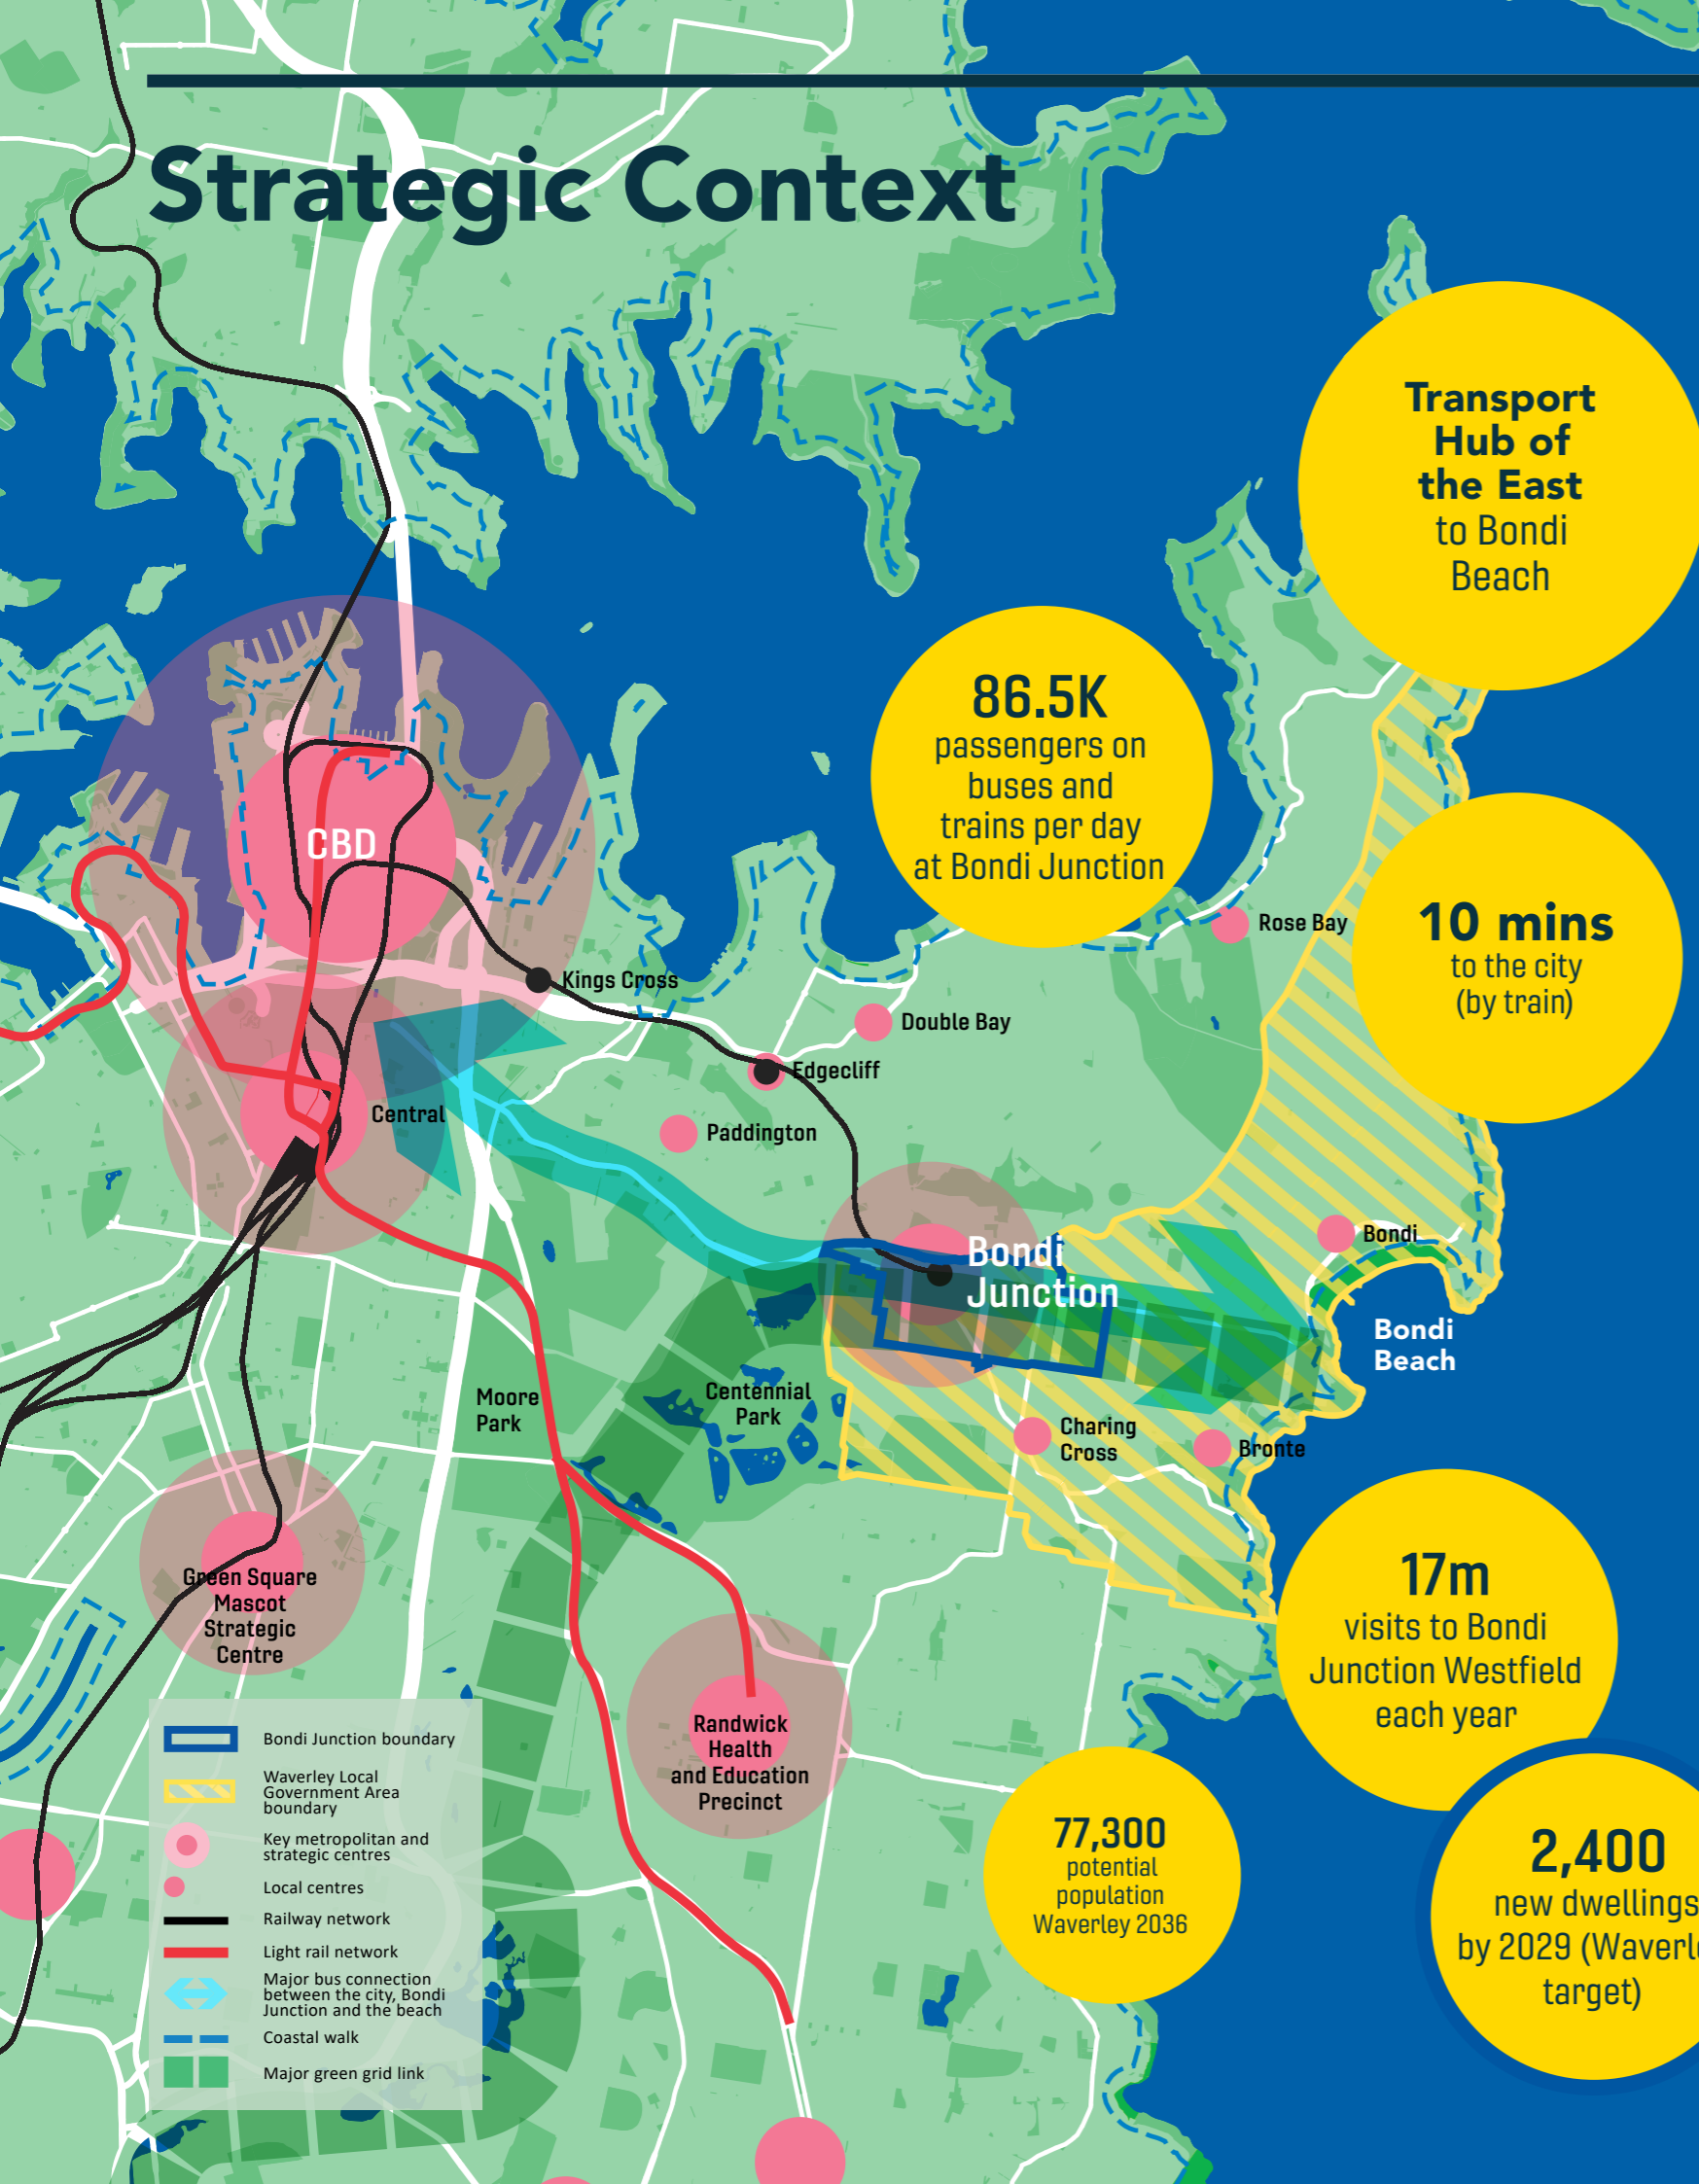 Strategic Context
Transport
Hub of
the East
to Bondi
Beach
86.5K
passengers on
buses and
trains per day
at Bondi Junction
10 mins
to the city
(by train)
CBD
Rose Bay
Kings Cross
Double Bay
Edgecliff
Central
Paddington
Bondi
Bondi
Junction
Bondi
Beach
Moore
Park
Centennial
Park
Charing
Cross
Bronte
Green Square
Mascot
Strategic
Centre
17m
visits to Bondi
Junction Westfield
each year
Randwick
Health
and Education
Precinct
77,300
potential
population
Waverley 2036
2,400
new dwellings
by 2029 (Waverl
target)
Bondi Junction boundary
Waverley Local
Government Area
boundary
Key metropolitan and
strategic centres
Local centres
Railway network
Light rail network
Major bus connection
between the city, Bondi
Junction and the beach
Coastal walk
Major green grid link